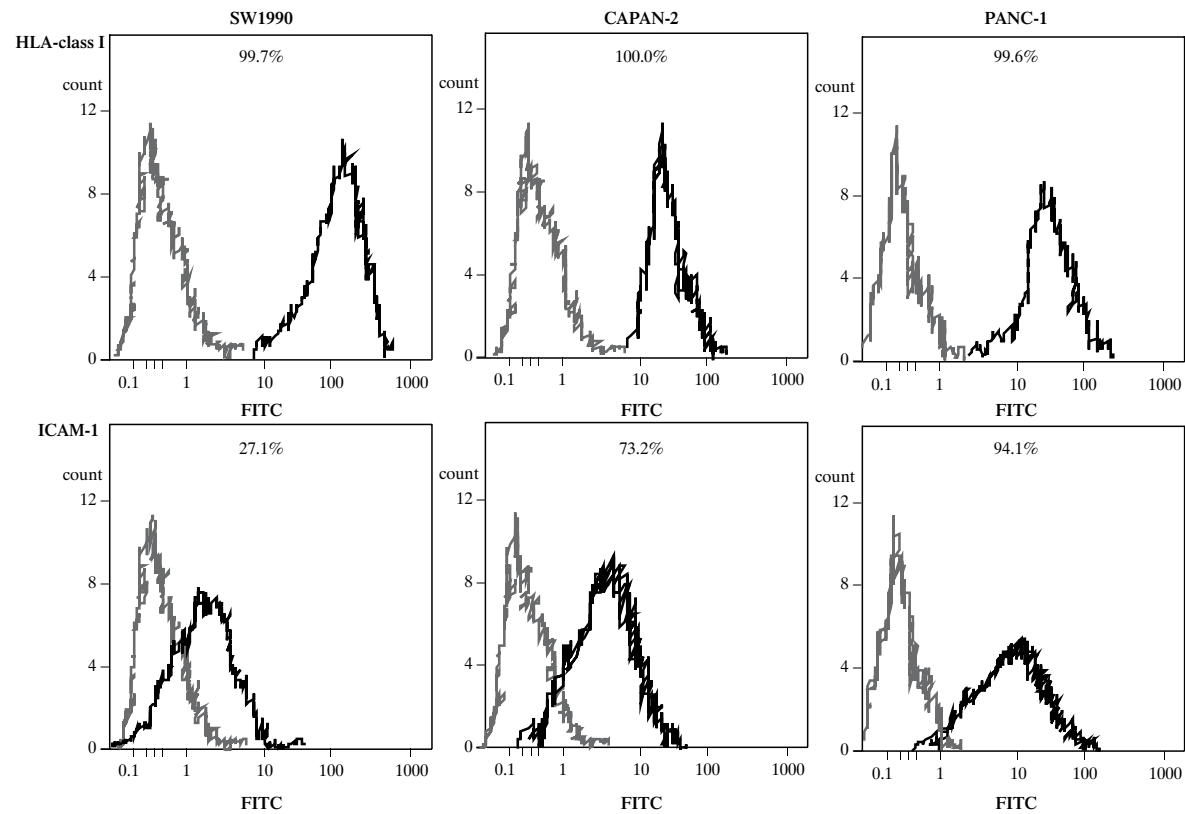 SW1990 CAPAN-2 PANC-1
HLA-class I
99.7% 100.0% 99.6%
count count count
12 12 12
8 8 8
4 4 4
0 0 0
0.1 1 10 100 1000 0.1 1 10 100 1000 0.1 1 10 100 1000
FITC FITC FITC
ICAM-1
27.1% 73.2% 94.1%
count count count
12 12 12
8 8 8
4 4 4
0 0 0
0.1 1 10 100 1000 0.1 1 10 100 1000 0.1 1 10 100 1000
FITC FITC FITC